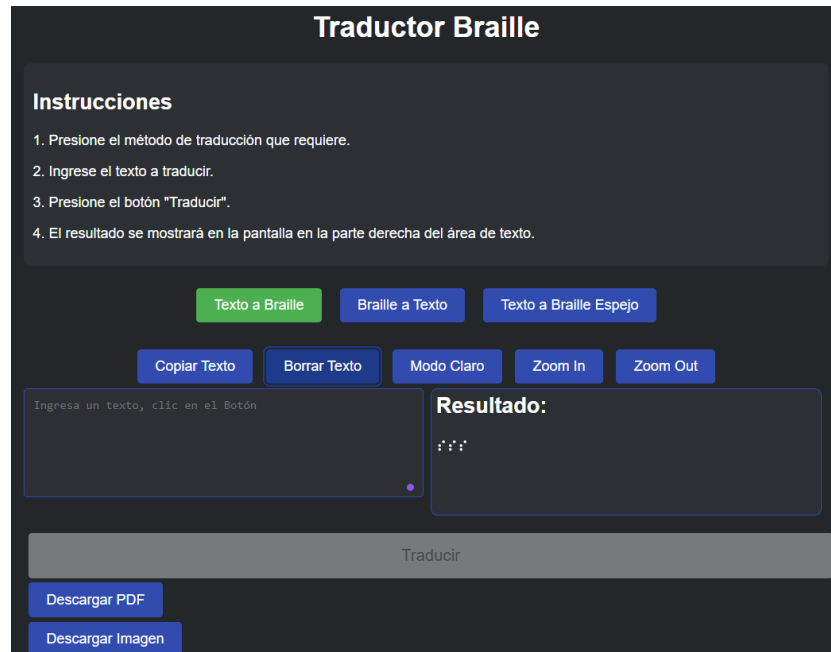 Traductor Braille
Instrucciones
1. Presione el método de traducción que requiere.
2. Ingrese el texto a traducir.
3. Presione el botón "Traducir".
4. El resultado se mostrará en la pantalla en la parte derecha del área de texto.
Texto a Braille Braille a Texto Texto a Braille Espejo
Copiar Texto Borrar Texto Modo Claro Zoom In Zoom Out
Ingresa un texto, clic en el Botón
Resultado:
⠎⠎⠎
Traducir
Descargar PDF
Descargar Imagen